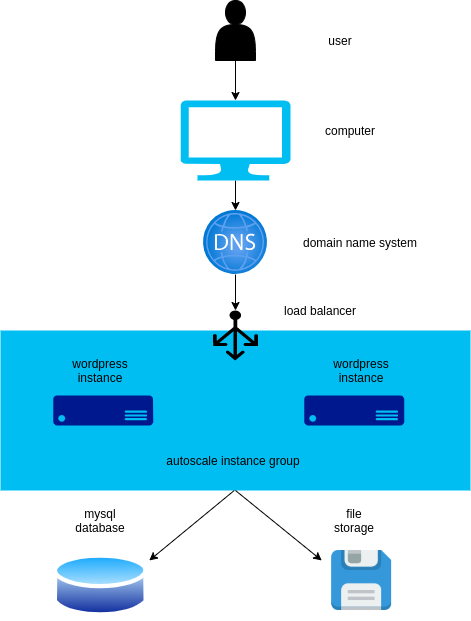 user
computer
DNS
domain name system
load balancer
wordpress
instance
wordpress
instance
autoscale instance group
mysql
database
file
storage